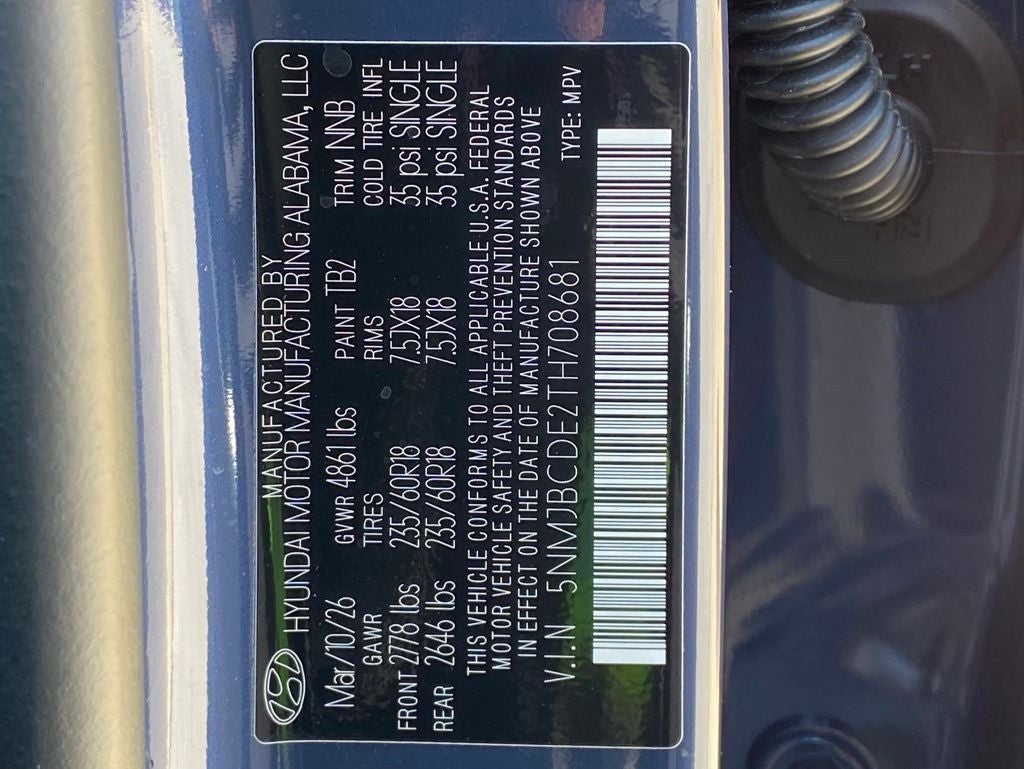 MANUFACTURED BY
HYUNDAI MOTOR MANUFACTURING ALABAMA, LLC
Mar/10/26 GVWR 4861 lbs PAINT TB2 TRIM NNB
GAWR TIRES RIMS COLD TIRE INFL
FRONT 2778 lbs 235/60R18 7.5JX18 35 psi SINGLE
REAR 2646 lbs 235/60R18 7.5JX18 35 psi SINGLE
THIS VEHICLE CONFORMS TO ALL APPLICABLE U.S.A. FEDERAL
MOTOR VEHICLE SAFETY AND THEFT PREVENTION STANDARDS
IN EFFECT ON THE DATE OF MANUFACTURE SHOWN ABOVE
V.I.N 5NMJBCDE2TH708681 TYPE: MPV